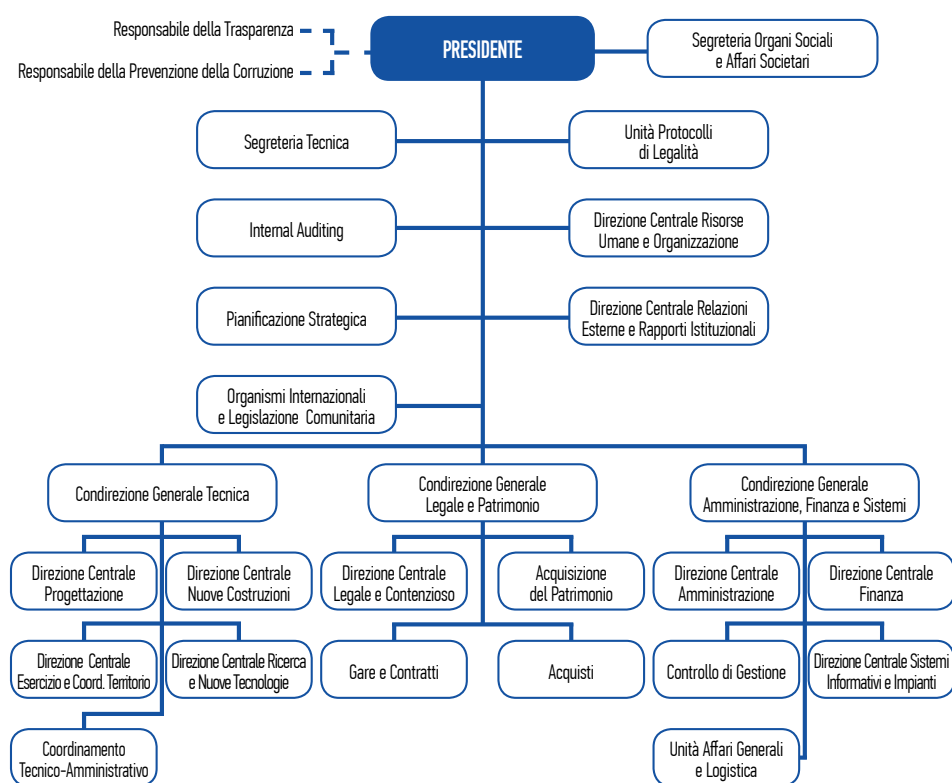 Responsabile della Trasparenza
Responsabile della Prevenzione della Corruzione
PRESIDENTE
Segreteria Organi Sociali
e Affari Societari
Segreteria Tecnica
Unità Protocolli
di Legalità
Internal Auditing
Direzione Centrale Risorse
Umane e Organizzazione
Pianificazione Strategica
Direzione Centrale Relazioni
Esterne e Rapporti Istituzionali
Organismi Internazionali
e Legislazione Comunitaria
Condirezione Generale Tecnica
Condirezione Generale
Legale e Patrimonio
Condirezione Generale
Amministrazione, Finanza e Sistemi
Direzione Centrale
Progettazione
Direzione Centrale
Nuove Costruzioni
Direzione Centrale
Legale e Contenzioso
Acquisizione
del Patrimonio
Direzione Centrale
Amministrazione
Direzione Centrale
Finanza
Direzione Centrale
Esercizio e Coord. Territorio
Direzione Centrale Ricerca
e Nuove Tecnologie
Gare e Contratti
Acquisti
Controllo di Gestione
Direzione Centrale Sistemi
Informativi e Impianti
Coordinamento
Tecnico-Amministrativo
Unità Affari Generali
e Logistica